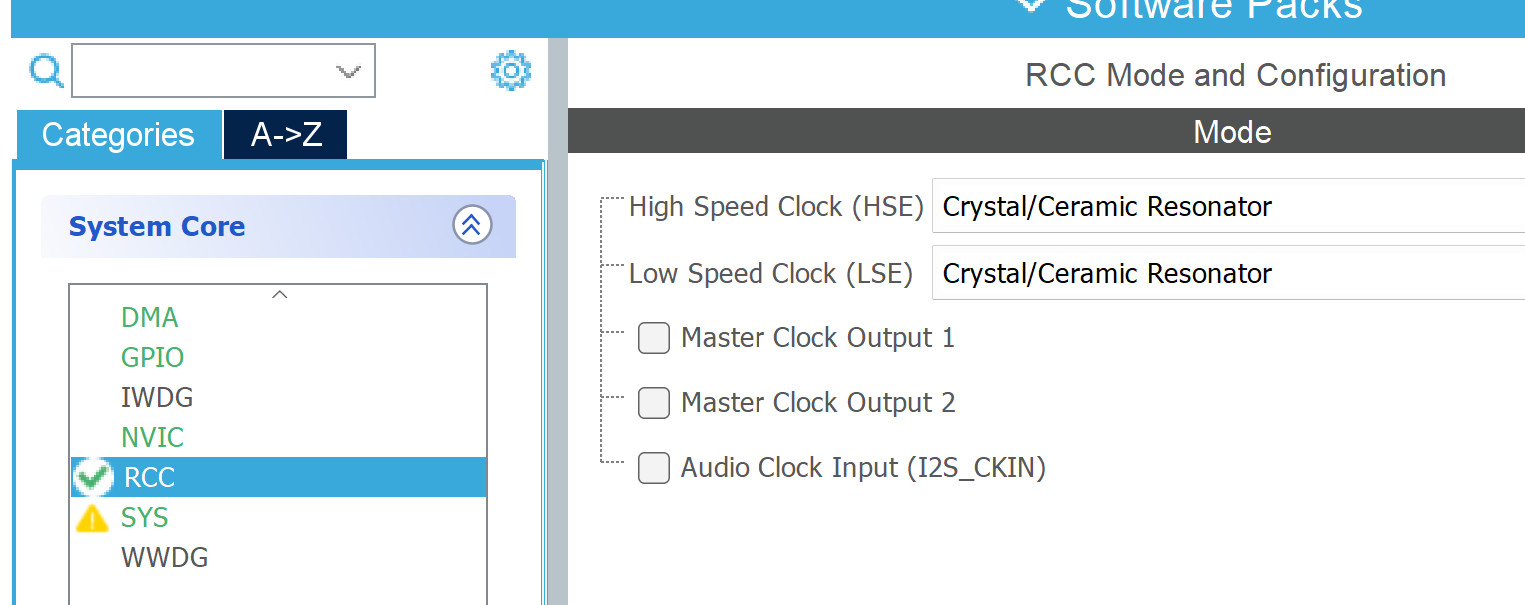 Software Packs
RCC Mode and Configuration
Categories
A->Z
Mode
System Core
DMA
GPIO
IWDG
NVIC
RCC
SYS
WWDG
High Speed Clock (HSE)
Crystal/Ceramic Resonator
Low Speed Clock (LSE)
Crystal/Ceramic Resonator
Master Clock Output 1
Master Clock Output 2
Audio Clock Input (I2S_CKIN)